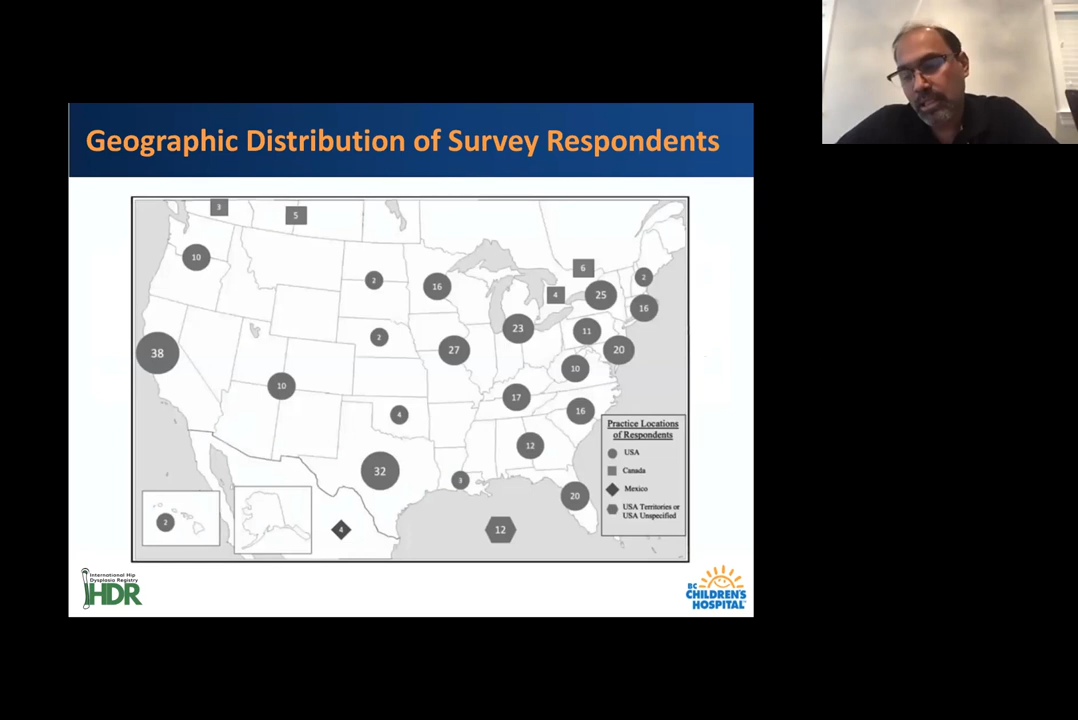 Geographic Distribution of Survey Respondents
3
5
10
6
2
2
16
4
25
16
23
11
2
38
27
20
10
10
17
16
4
12
32
3
20
2
4
12
Practice Locations
of Respondents
USA
Canada
Mexico
USA Territories or
USA Unspecified
International Hip
Dysplasia Registry
IHDR
BC
CHILDREN'S
HOSPITAL